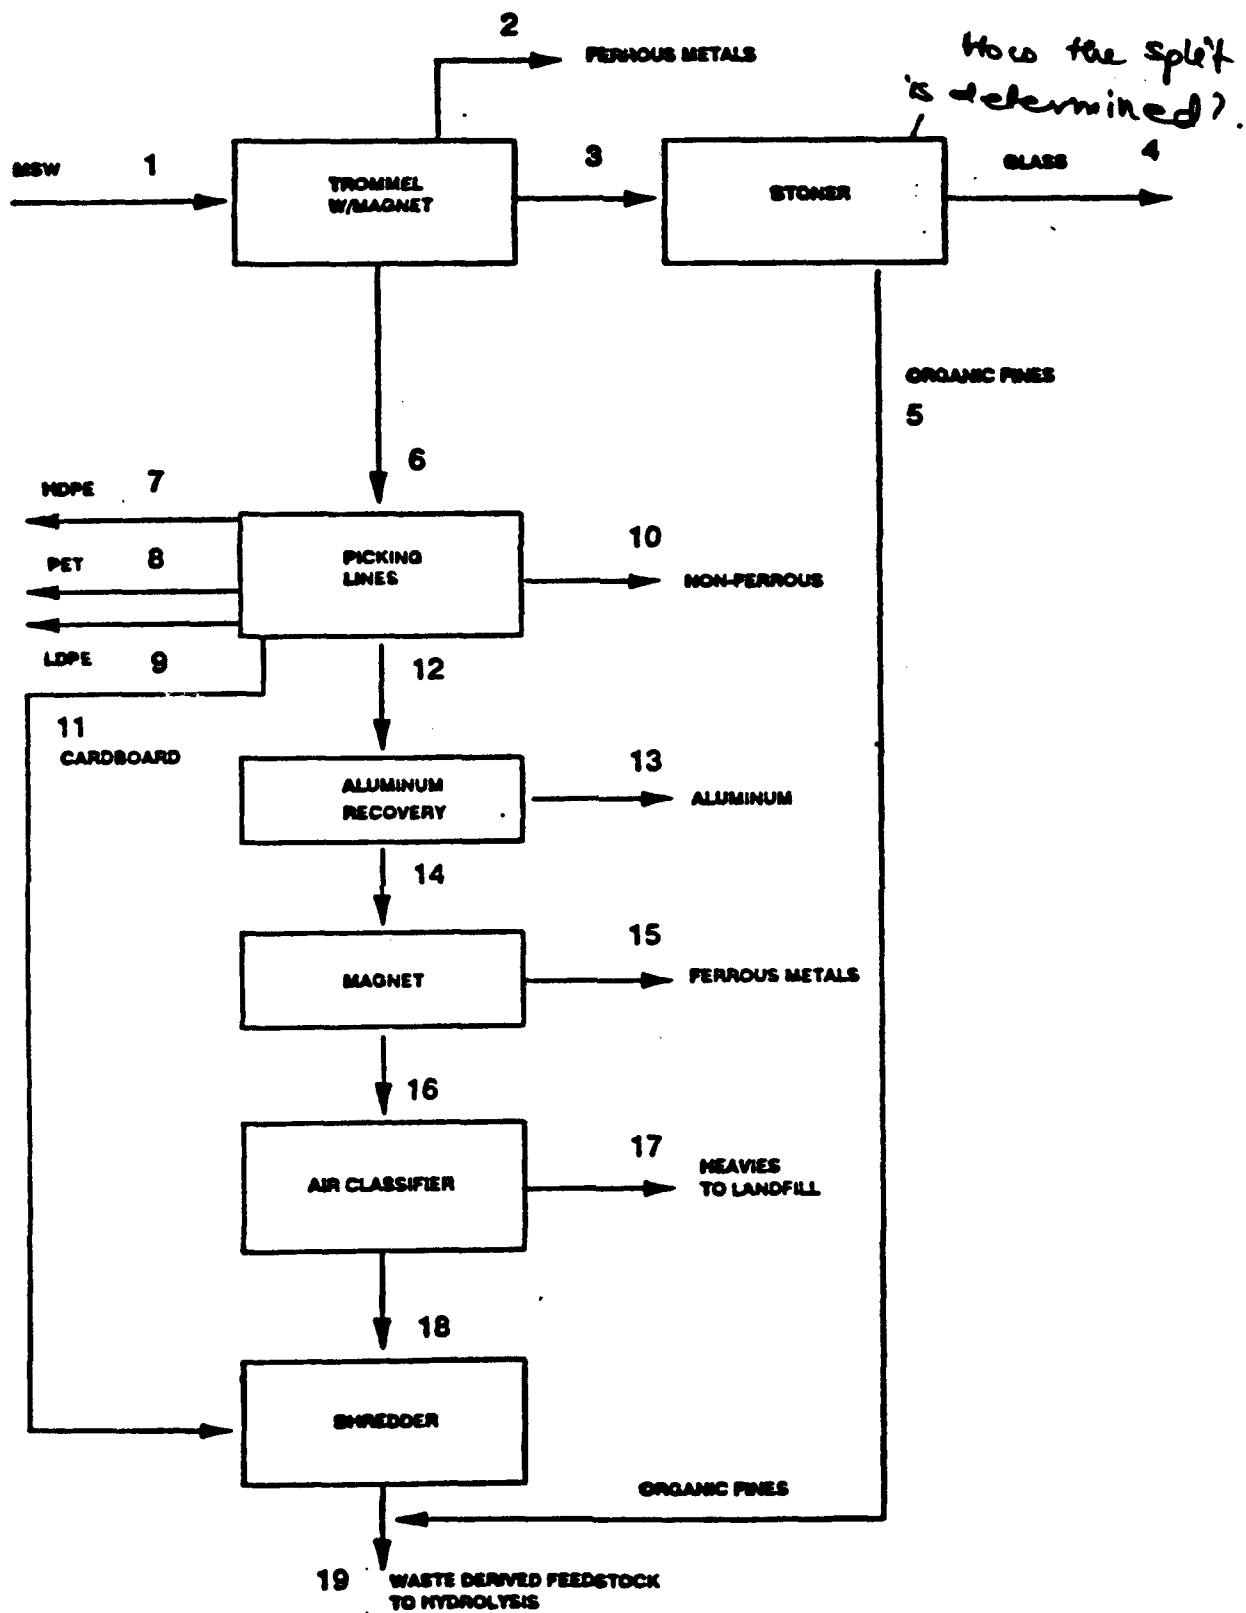 2
FERROUS METALS
How the split
is determined?.
MSW
1
TROMMEL
W/MAGNET
3
STONER
GLASS
4
ORGANIC FINES
5
6
HDPE
7
PET
8
LDPE
9
PICKING
LINES
10
NON-FERROUS
11
CARDBOARD
12
ALUMINUM
RECOVERY
13
ALUMINUM
14
MAGNET
15
FERROUS METALS
16
AIR CLASSIFIER
17
HEAVIES
TO LANDFILL
18
SHREDDER
ORGANIC FINES
19
WASTE DERIVED FEEDSTOCK
TO HYDROLYSIS